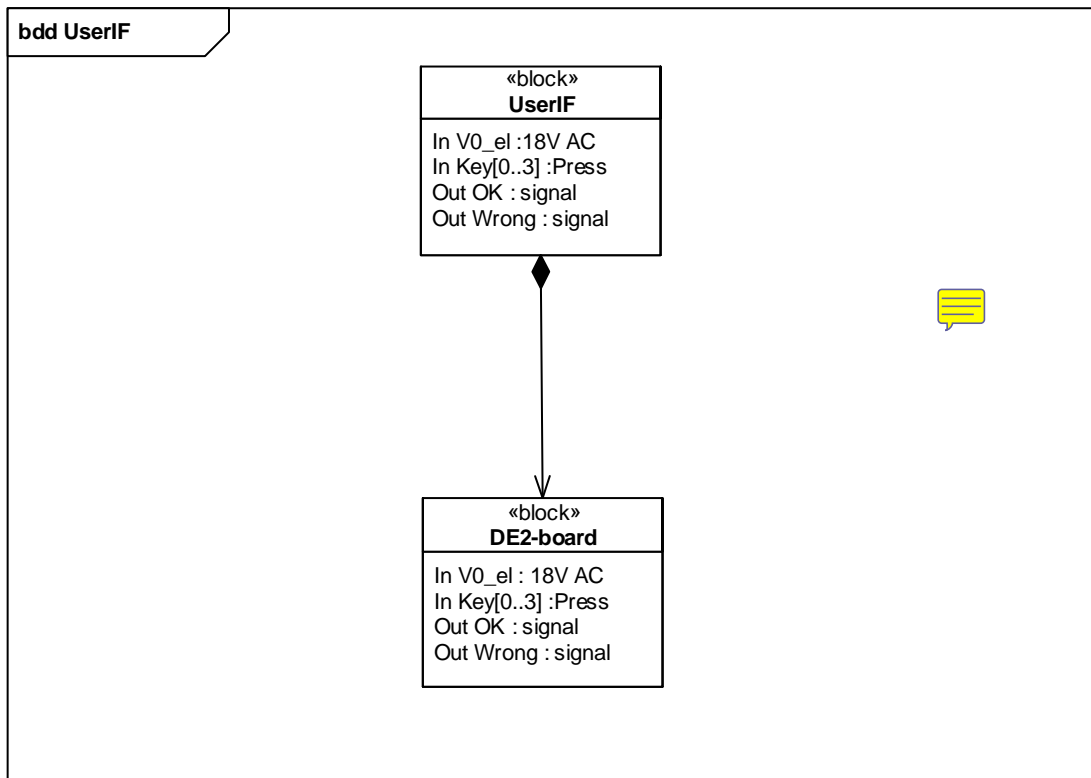 bdd UserIF
«block»
UserIF
In V0_el :18V AC
In Key[0..3] :Press
Out OK : signal
Out Wrong : signal
«block»
DE2-board
In V0_el : 18V AC
In Key[0..3] :Press
Out OK : signal
Out Wrong : signal